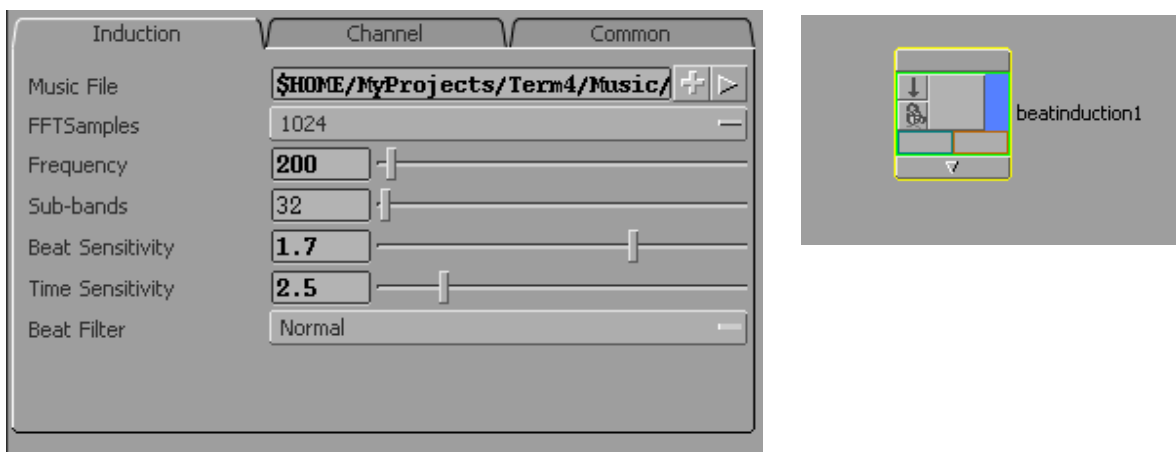 Induction Channel Common
Music File $HOME/MyProjects/Term4/Music/
FFTSamples 1024
Frequency 200
Sub-bands 32
Beat Sensitivity 1.7
Time Sensitivity 2.5
Beat Filter Normal
beatinduction1